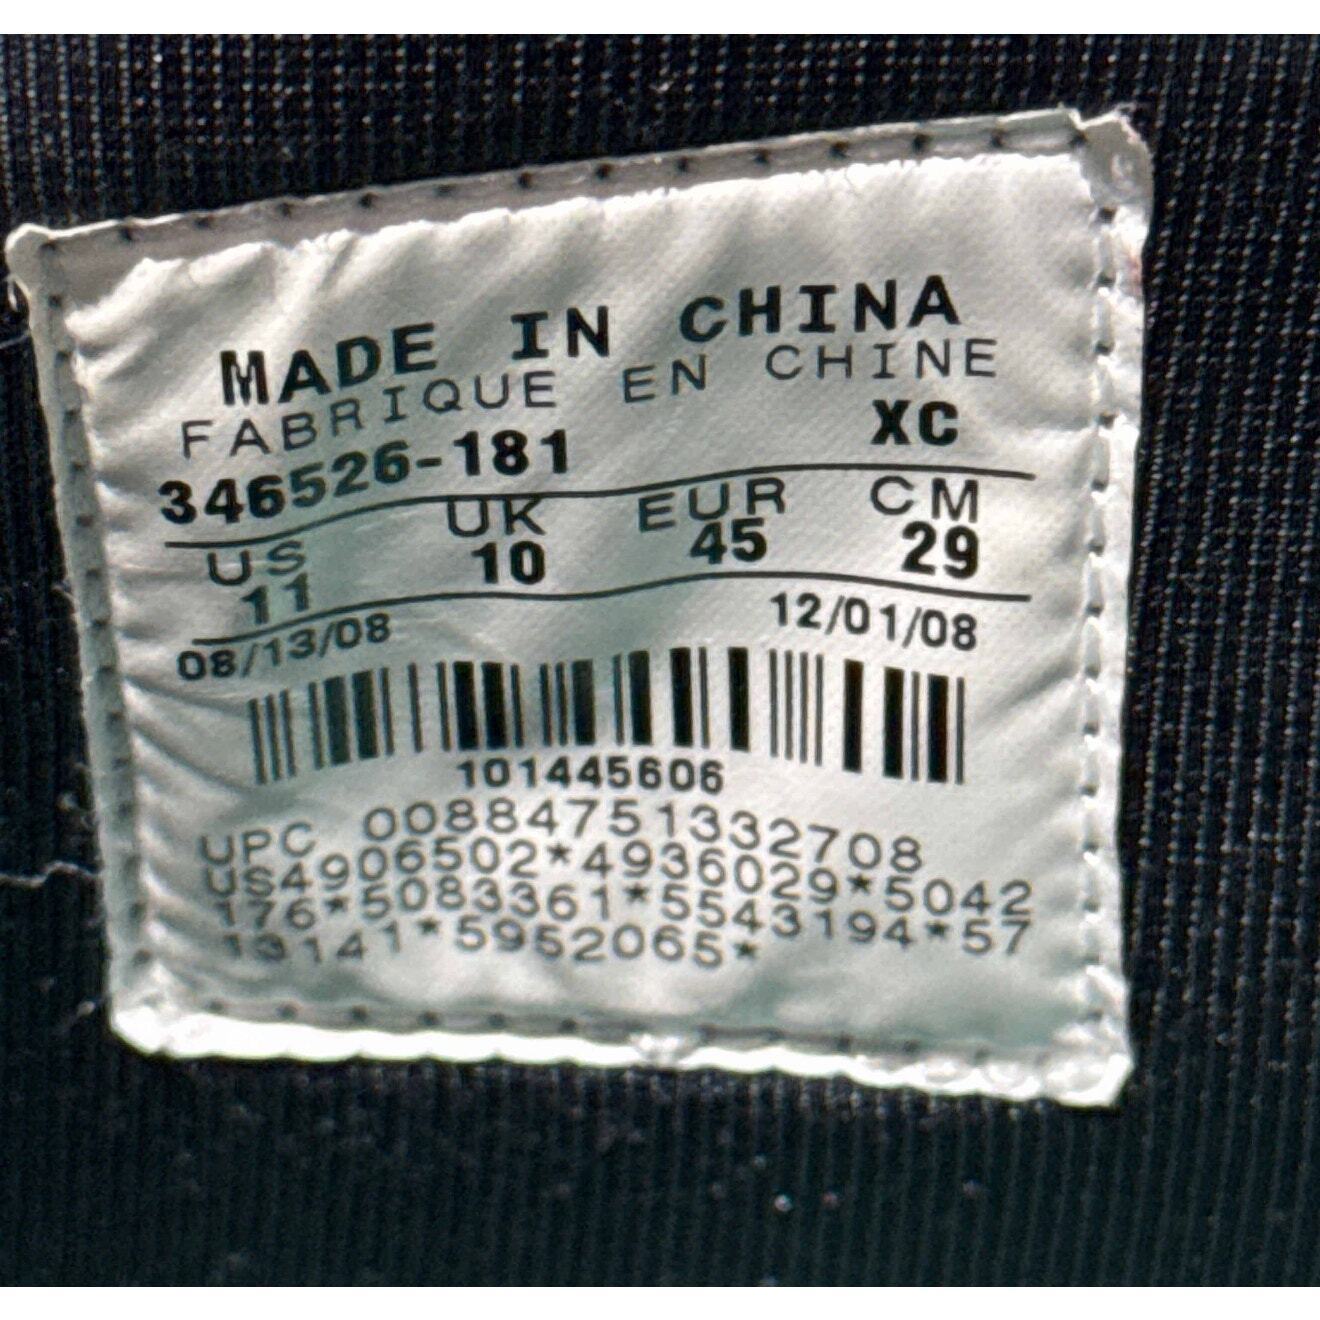 MADE IN CHINA
FABRIQUE EN CHINE
346526-181 XC
US UK EUR CM
11 10 45 29
08/13/08 12/01/08
101445606
UPC 00884751332708
US4906502*4936029*5042
176*5083361*5543194*57
13141*5952065*